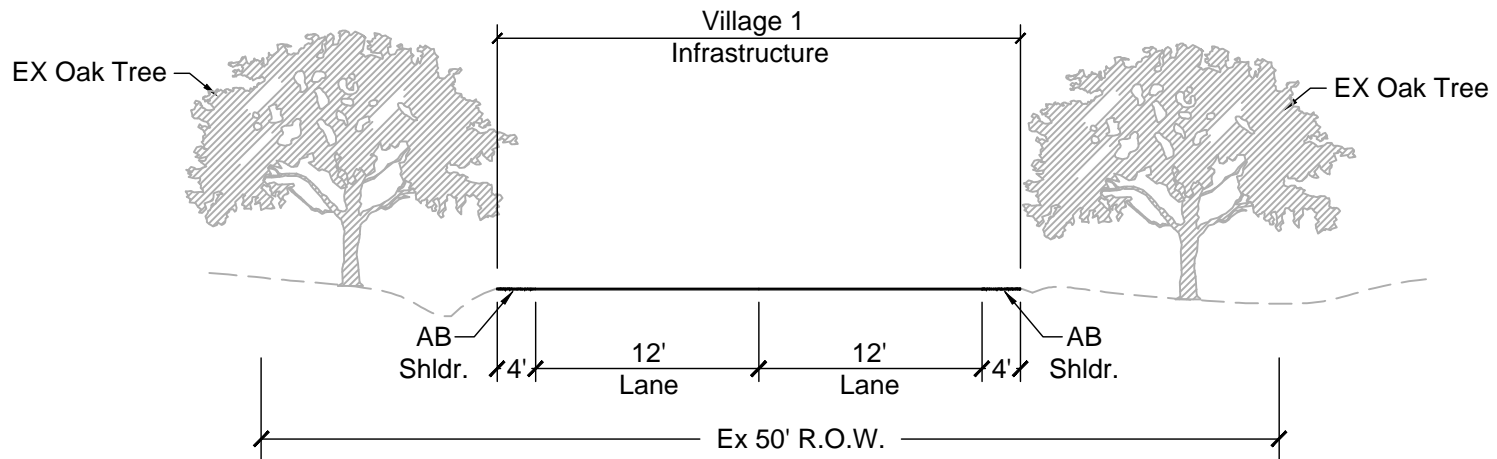 Village 1
Infrastructure
EX Oak Tree
EX Oak Tree
AB
Shldr.
4'
12'
Lane
12'
Lane
4'
AB
Shldr.
Ex 50' R.O.W.